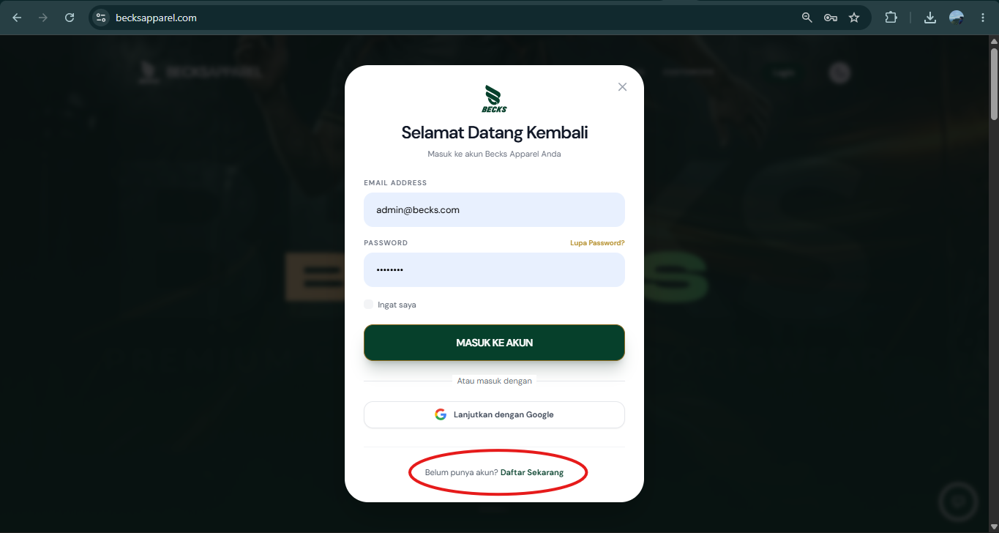 becksapparel.com
BECKSAPPAREL
BECKS
Selamat Datang Kembali
Masuk ke akun Becks Apparel Anda
EMAIL ADDRESS
admin@becks.com
PASSWORD Lupa Password?
••••••••
Ingat saya
MASUK KE AKUN
Atau masuk dengan
Lanjutkan dengan Google
Belum punya akun? Daftar Sekarang